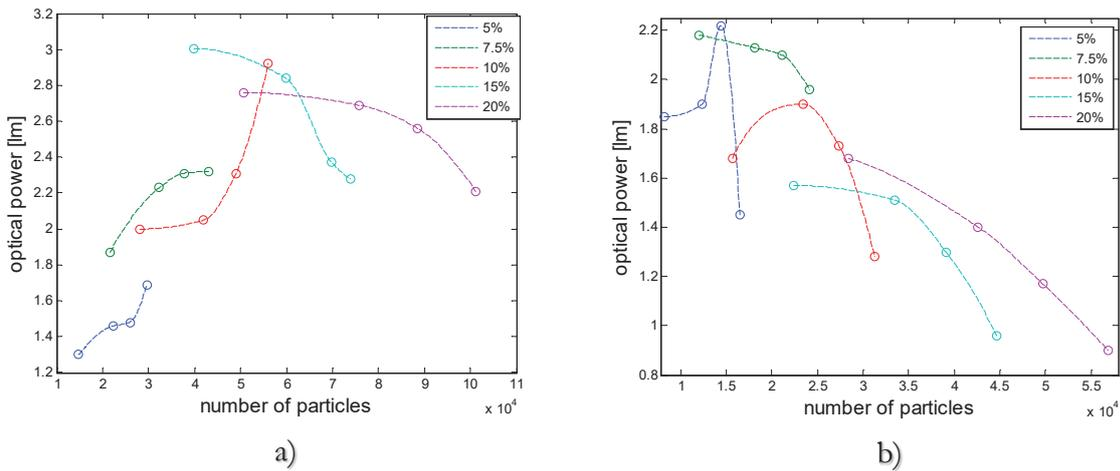 3.2
3
2.8
2.6
2.4
2.2
2
1.8
1.6
1.4
1.2
optical power [lm]
1 2 3 4 5 6 7 8 9 10 11
number of particles
x 10⁴
5%
7.5%
10%
15%
20%
a)
2.2
2
1.8
1.6
1.4
1.2
1
0.8
optical power [lm]
1 1.5 2 2.5 3 3.5 4 4.5 5 5.5
number of particles
x 10⁴
5%
7.5%
10%
15%
20%
b)